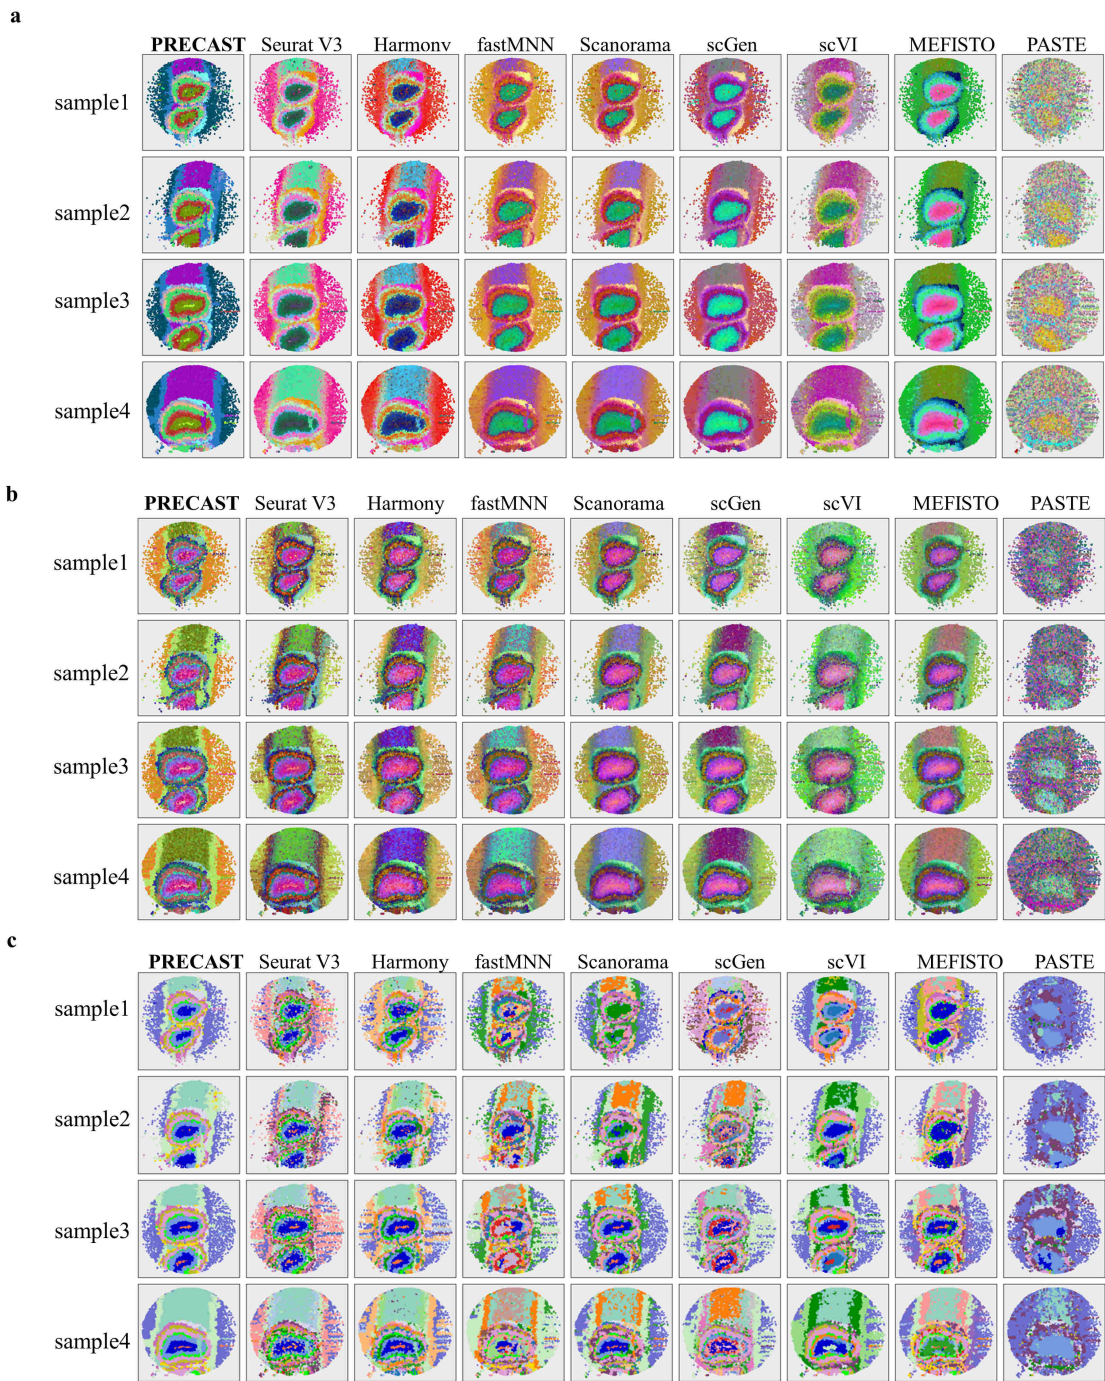 a
PRECAST Seurat V3 Harmony fastMNN Scanorama scGen scVI MEFISTO PASTE
sample1
sample2
sample3
sample4
b
PRECAST Seurat V3 Harmony fastMNN Scanorama scGen scVI MEFISTO PASTE
sample1
sample2
sample3
sample4
c
PRECAST Seurat V3 Harmony fastMNN Scanorama scGen scVI MEFISTO PASTE
sample1
sample2
sample3
sample4